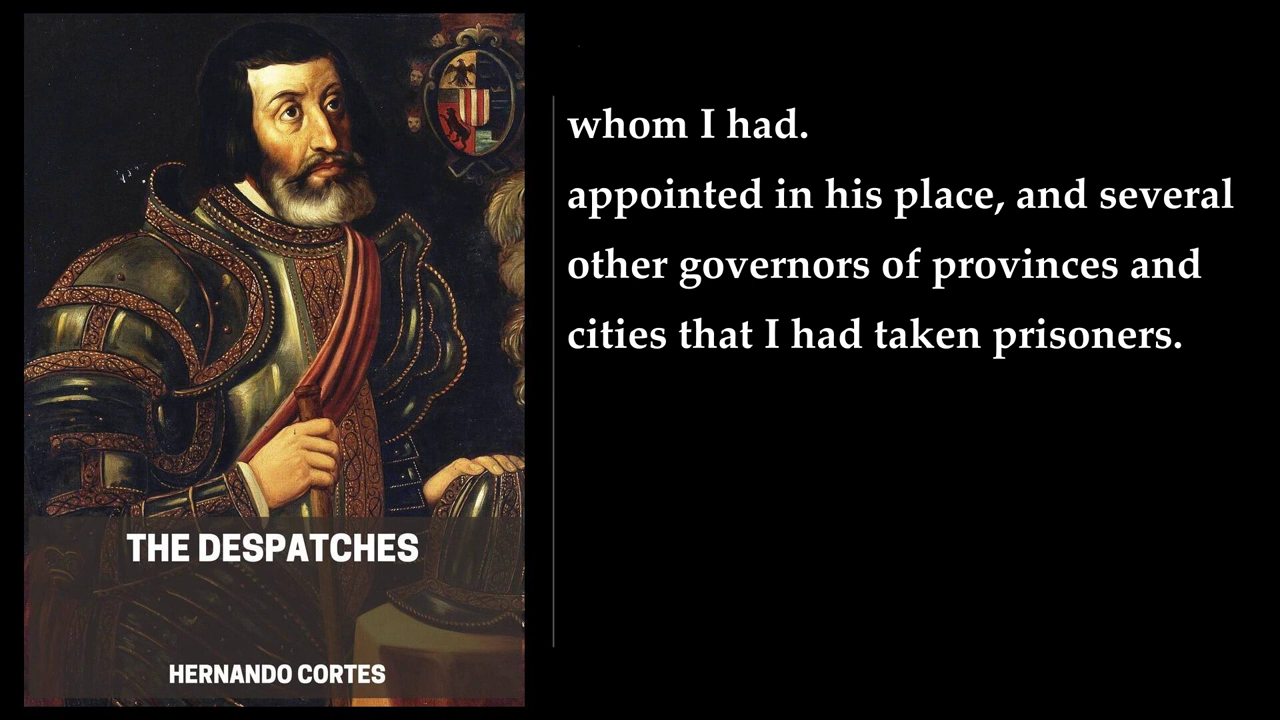 whom I had.
appointed in his place, and several
other governors of provinces and
cities that I had taken prisoners.
THE DESPATCHES
HERNANDO CORTES